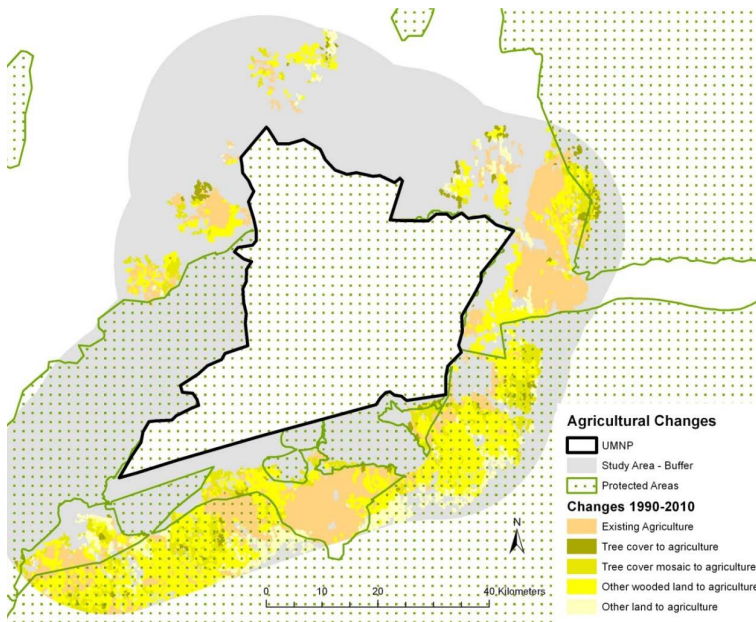 Agricultural Changes
UMNP
Study Area - Buffer
Protected Areas
Changes 1990-2010
Existing Agriculture
Tree cover to agriculture
Tree cover mosaic to agriculture
Other wooded land to agriculture
Other land to agriculture
N
0 10 20 40 Kilometers